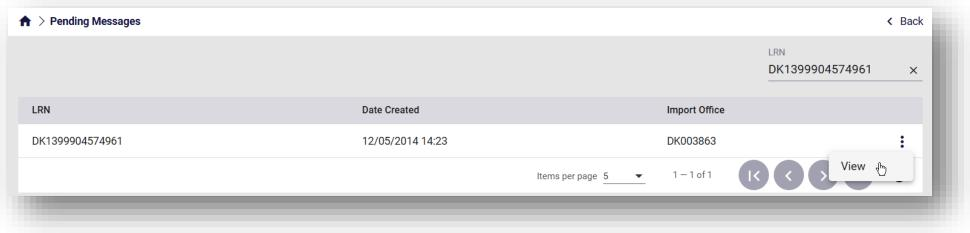 > Pending Messages < Back
LRN
DK1399904574961 ×
LRN Date Created Import Office
DK1399904574961 12/05/2014 14:23 DK003863
View
Items per page 5 1 – 1 of 1